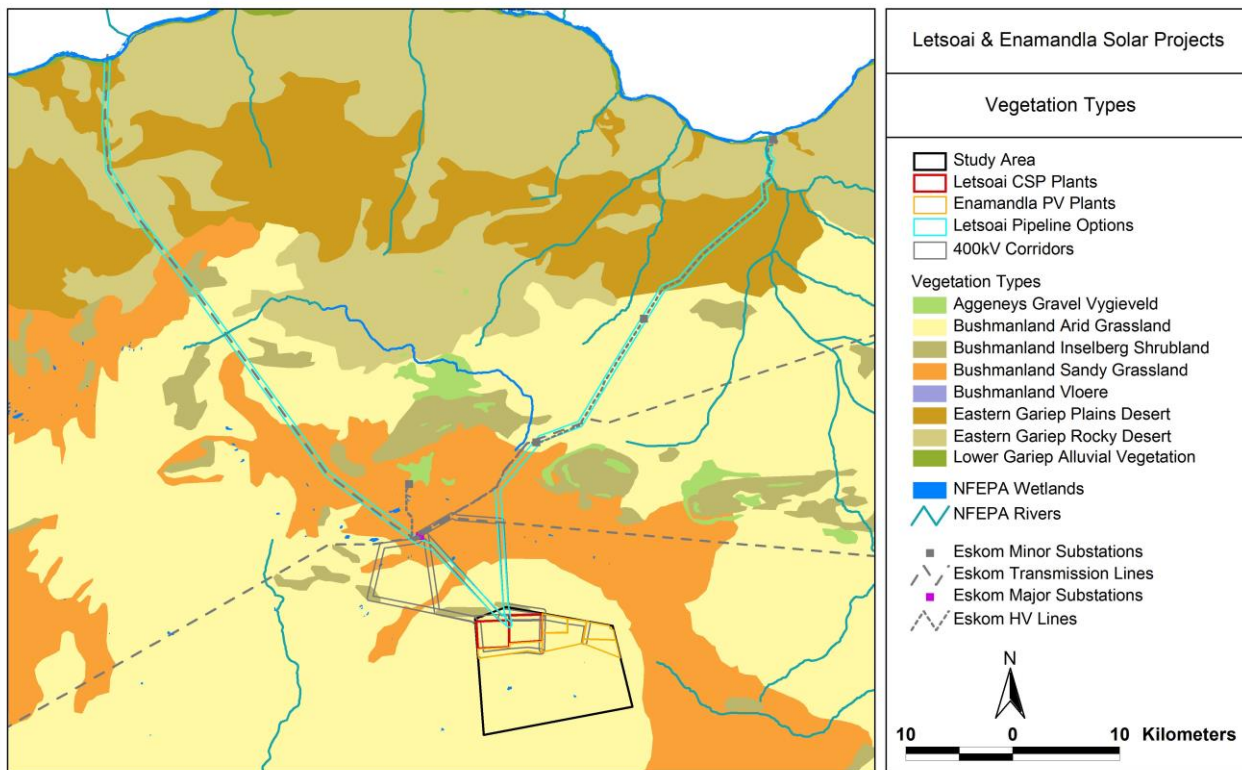 Letsoai & Enamandla Solar Projects
Vegetation Types
Study Area
Letsoai CSP Plants
Enamandla PV Plants
Letsoai Pipeline Options
400kV Corridors
Vegetation Types
Aggeneys Gravel Vygieveld
Bushmanland Arid Grassland
Bushmanland Inselberg Shrubland
Bushmanland Sandy Grassland
Bushmanland Vloere
Eastern Gariep Plains Desert
Eastern Gariep Rocky Desert
Lower Gariep Alluvial Vegetation
NFEPA Wetlands
NFEPA Rivers
Eskom Minor Substations
Eskom Transmission Lines
Eskom Major Substations
Eskom HV Lines
N
10 0 10 Kilometers